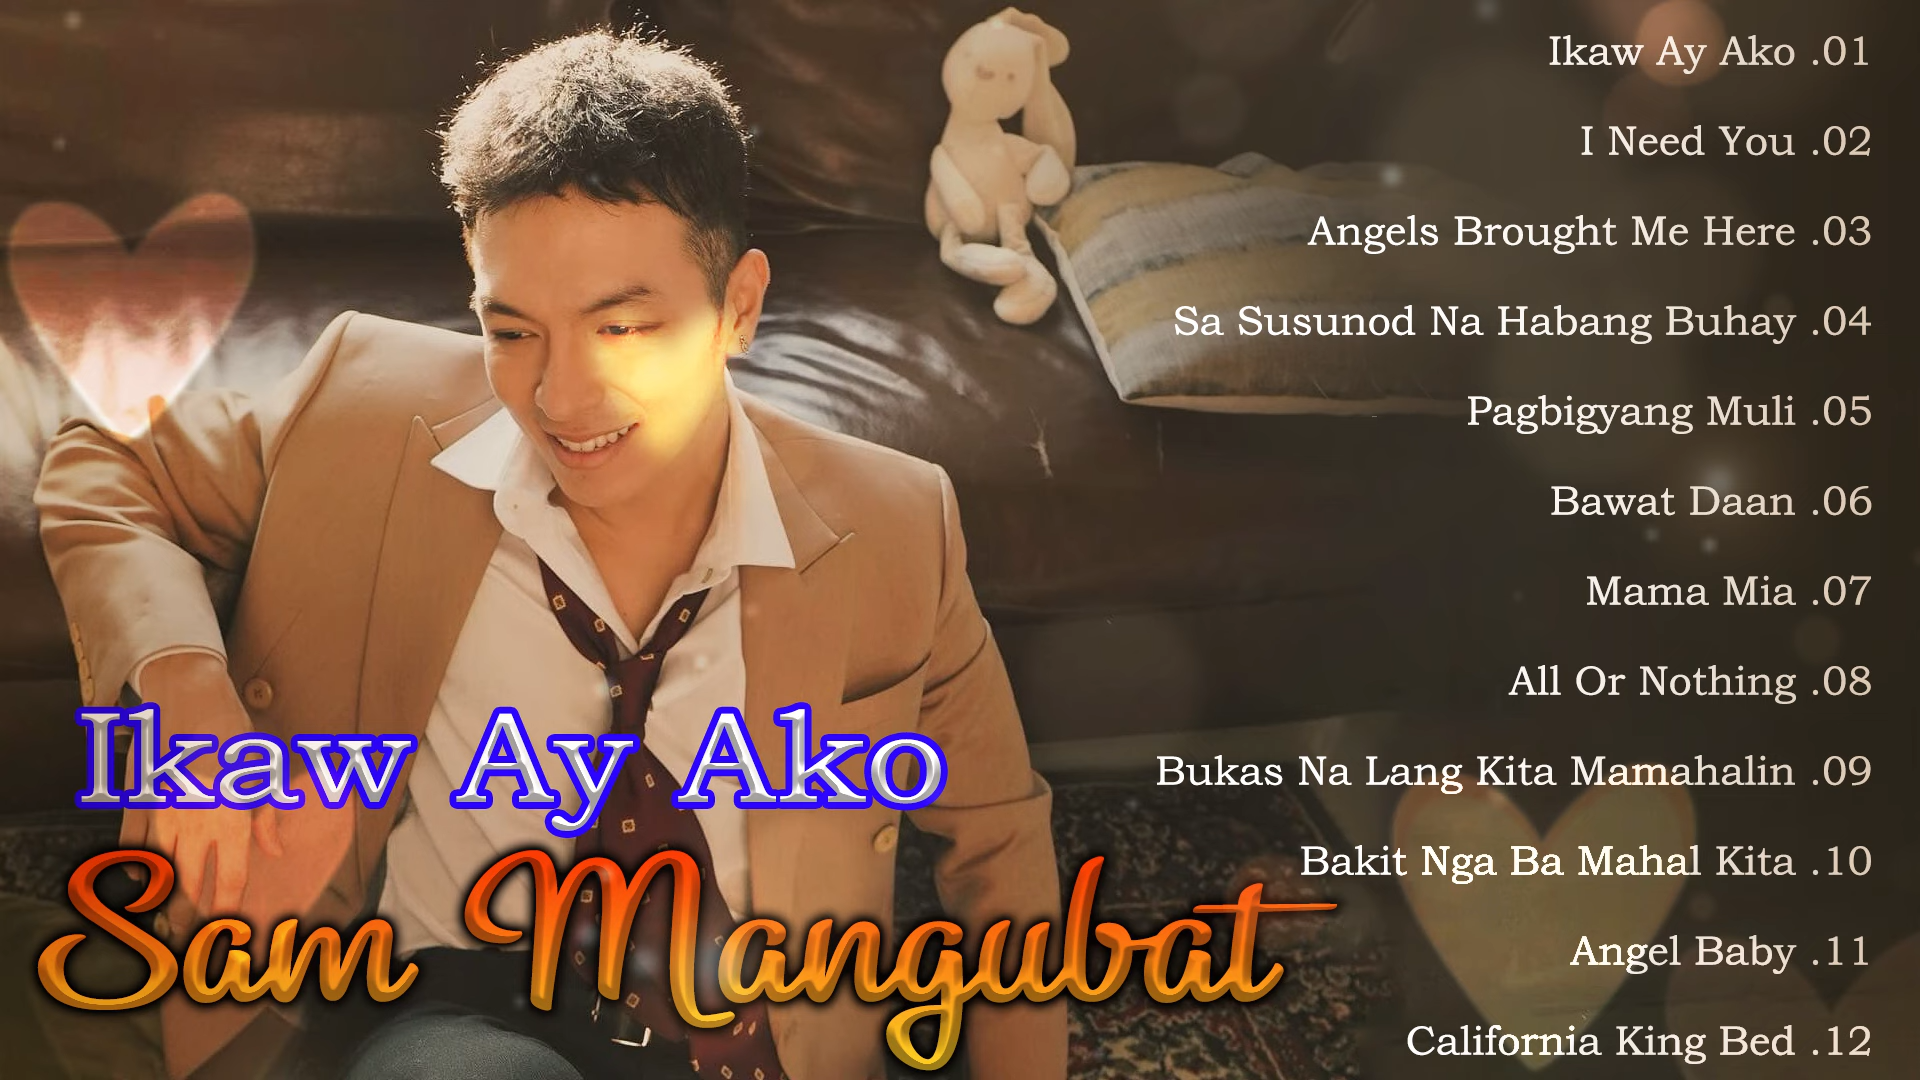 Ikaw Ay Ako .01
I Need You .02
Angels Brought Me Here .03
Sa Susunod Na Habang Buhay .04
Pagbigyang Muli .05
Bawat Daan .06
Mama Mia .07
All Or Nothing .08
Bukas Na Lang Kita Mamahalin .09
Bakit Nga Ba Mahal Kita .10
Angel Baby .11
California King Bed .12
Ikaw Ay Ako
Sam Mangubat